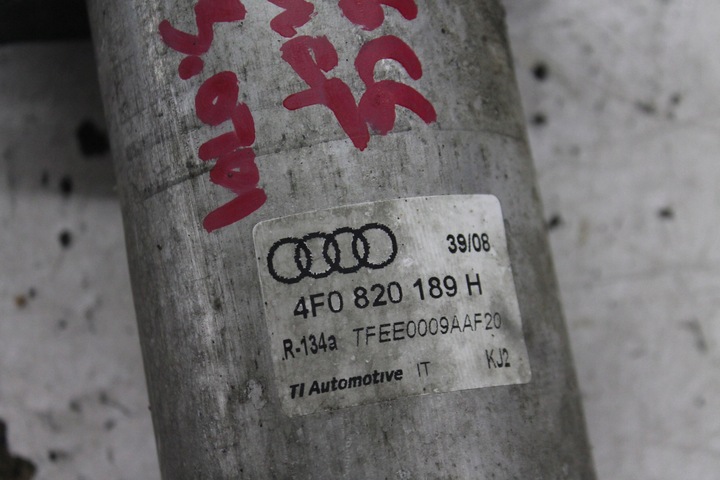 39/08
4F0 820 189 H
R-134a TFEE0009AAF20
TI Automotive IT KJ2